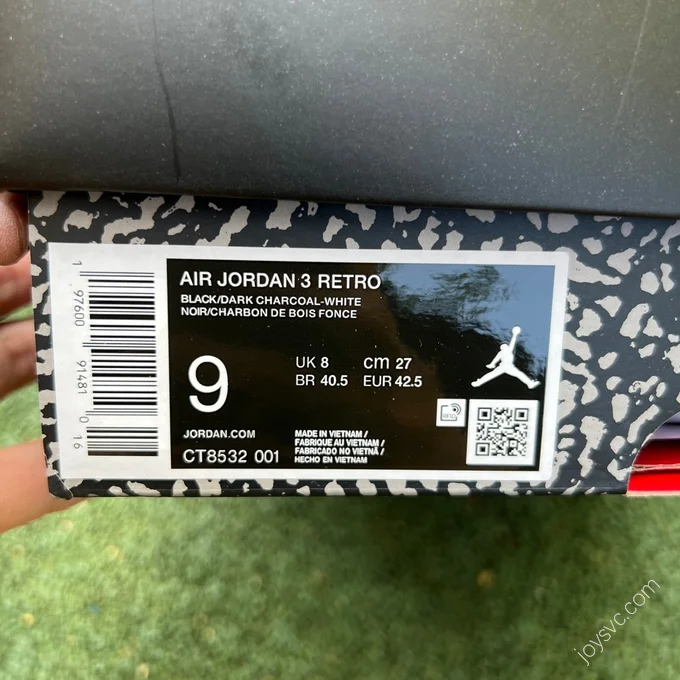 AIR JORDAN 3 RETRO
BLACK/DARK CHARCOAL-WHITE
NOIR/CHARBON DE BOIS FONCE
9
UK 8 cm 27
BR 40.5 EUR 42.5
JORDAN.COM
CT8532 001
MADE IN VIETNAM /
FABRIQUE AU VIETNAM /
FABRICADO NO VIETNÃ /
HECHO EN VIETNAM
1 97600 91481 016
joysvc.com